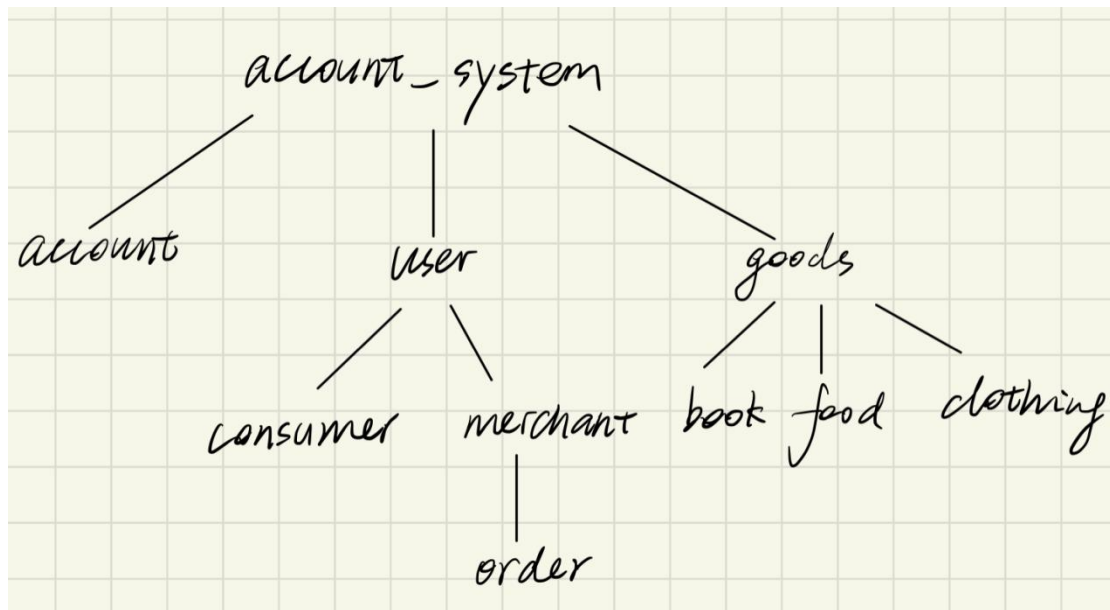 account_system
account user goods
consumer merchant book food clothing
order